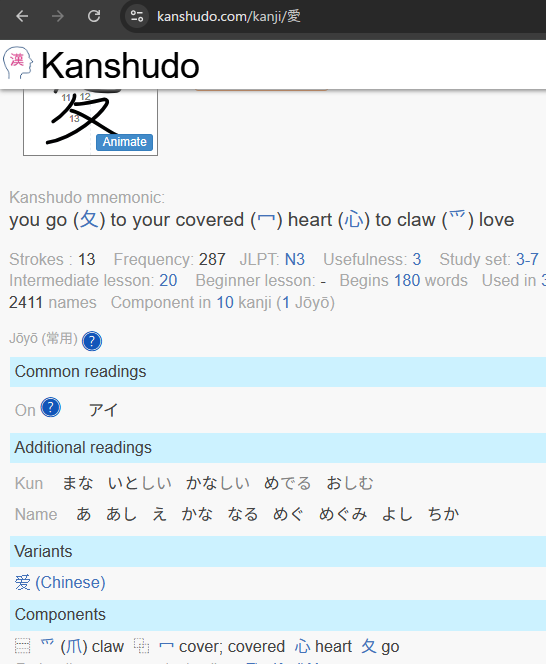 kanshudo.com/kanji/愛
漢 Kanshudo
11 12
13
Animate
Kanshudo mnemonic:
you go (夂) to your covered (冖) heart (心) to claw (爫) love
Strokes : 13 Frequency: 287 JLPT: N3 Usefulness: 3 Study set: 3-7
Intermediate lesson: 20 Beginner lesson: - Begins 180 words Used in
2411 names Component in 10 kanji (1 Jōyō)
Jōyō (常用) ?
Common readings
On ? アイ
Additional readings
Kun まな いとしい かなしい めでる おしむ
Name あ あし え かな なる めぐ めぐみ よし ちか
Variants
爱 (Chinese)
Components
⿳ 爫 (爪) claw ⿻ 冖 cover; covered 心 heart 夂 go